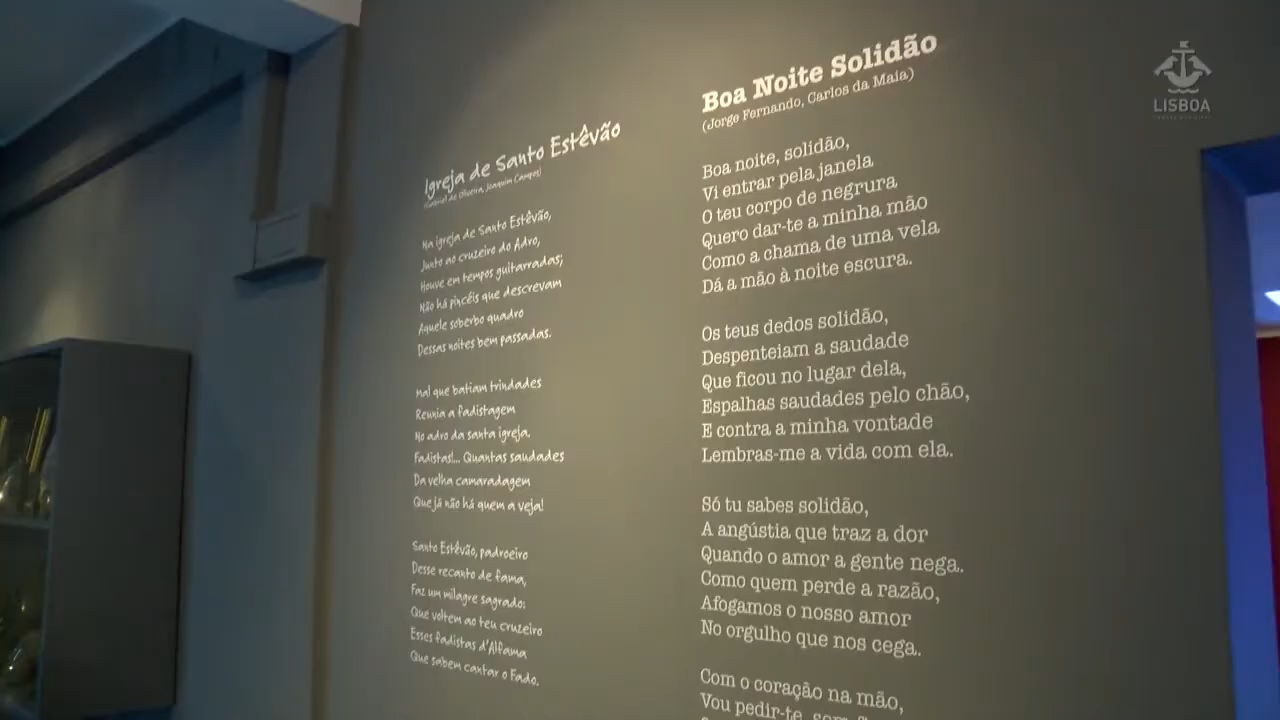 Igreja de Santo Estêvão
(Gabriel de Oliveira, Joaquim Campos)
Na igreja de Santo Estêvão,
Junto ao cruzeiro do Adro,
Houve em tempos guitarradas;
Não há pincéis que descrevam
Aquele soberbo quadro
Dessas noites bem passadas.
Mal que batiam trindades
Reunia a fadistagem
No adro da santa igreja.
Fadistas!... Quantas saudades
Da velha camaradagem
Que já não há quem a veja!
Santo Estêvão, padroeiro
Desse recanto de fama,
Faz um milagre sagrado:
Que voltem ao teu cruzeiro
Esses fadistas d'Alfama
Que sabem cantar o Fado.
Boa Noite Solidão
(Jorge Fernando, Carlos da Maia)
Boa noite, solidão,
Vi entrar pela janela
O teu corpo de negrura
Quero dar-te a minha mão
Como a chama de uma vela
Dá a mão à noite escura.
Os teus dedos solidão,
Despenteiam a saudade
Que ficou no lugar dela,
Espalhas saudades pelo chão,
E contra a minha vontade
Lembras-me a vida com ela.
Só tu sabes solidão,
A angústia que traz a dor
Quando o amor a gente nega.
Como quem perde a razão,
Afogamos o nosso amor
No orgulho que nos cega.
Com o coração na mão,
Vou pedir-te, sem
LISBOA